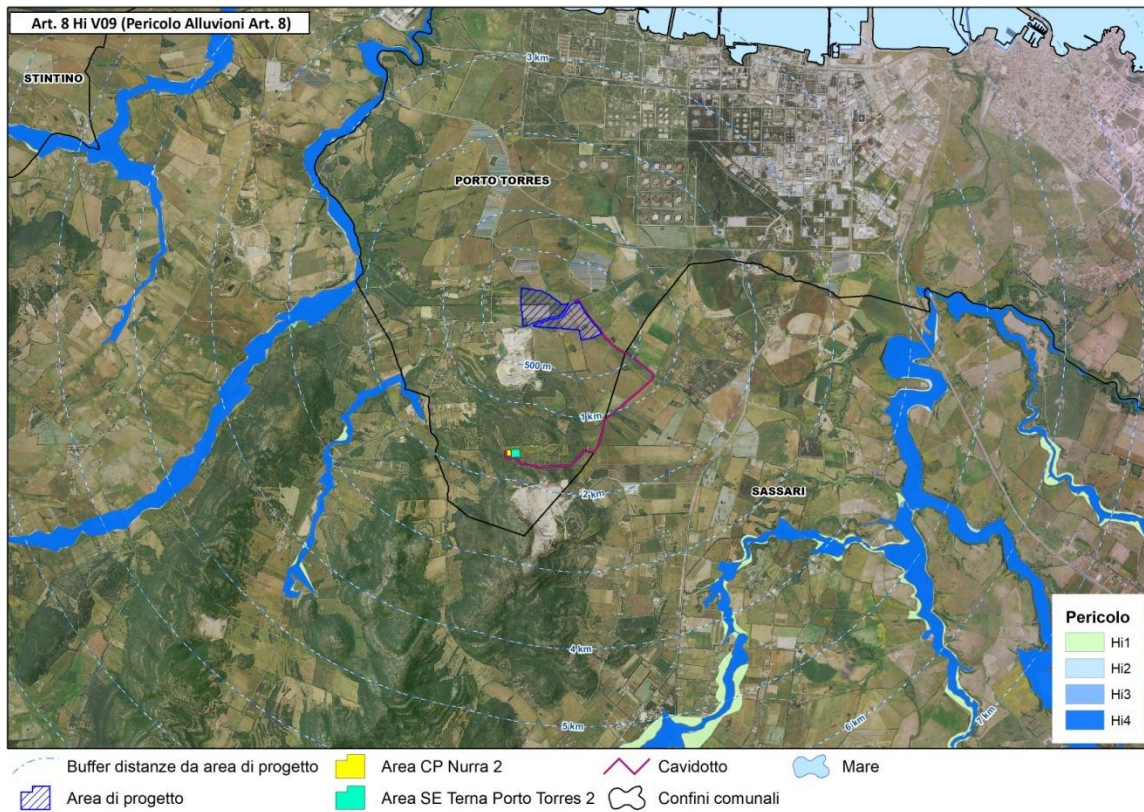 Art. 8 Hi V09 (Pericolo Alluvioni Art. 8)
STINTINO
3 km
PORTO TORRES
500 m
1 km
2 km
SASSARI
4 km
5 km
6 km
7 km
Pericolo
Hi1
Hi2
Hi3
Hi4
Buffer distanze da area di progetto
Area CP Nurra 2
Cavidotto
Mare
Area di progetto
Area SE Terna Porto Torres 2
Confini comunali